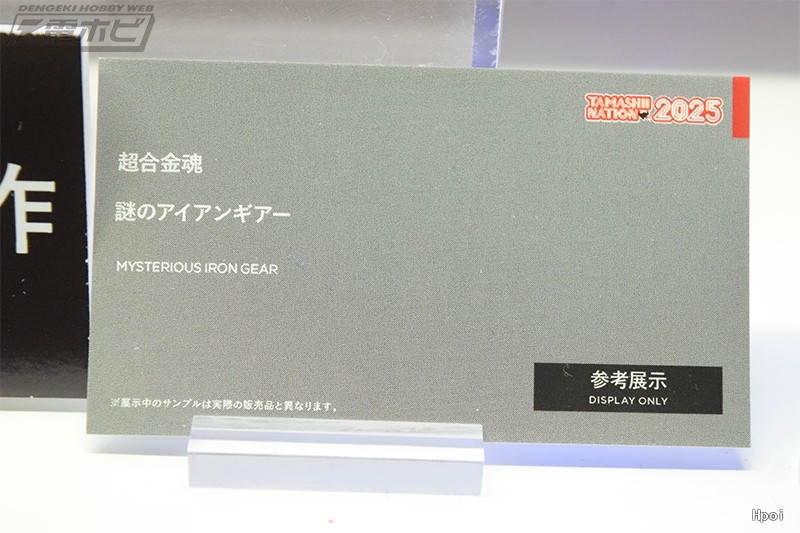 DENGEKI HOBBY WEB
電ホビ
作
TAMASHII
NATION 2025
超合金魂
謎のアイアンギアー
MYSTERIOUS IRON GEAR
参考展示
DISPLAY ONLY
※展示中のサンプルは実際の販売品と異なります。
Hpoi